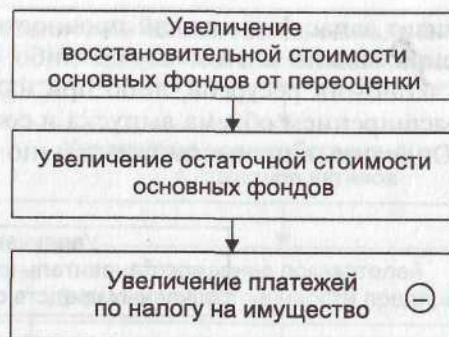 Увеличение
восстановительной стоимости
основных фондов от переоценки
Увеличение остаточной стоимости
основных фондов
Увеличение платежей
по налогу на имущество −